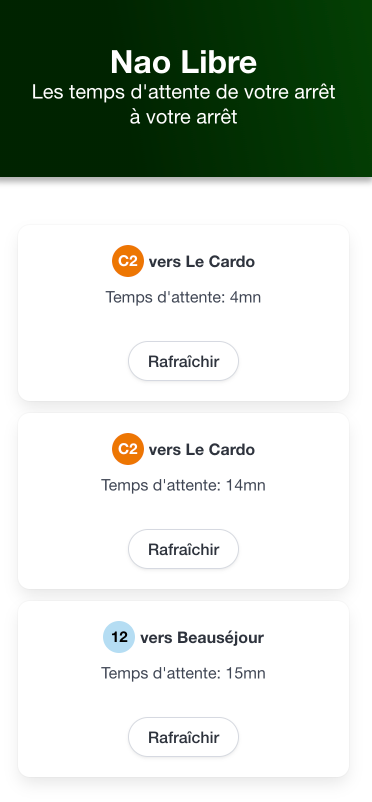 Nao Libre
Les temps d'attente de votre arrêt
à votre arrêt
C2 vers Le Cardo
Temps d'attente: 4mn
Rafraîchir
C2 vers Le Cardo
Temps d'attente: 14mn
Rafraîchir
12 vers Beauséjour
Temps d'attente: 15mn
Rafraîchir